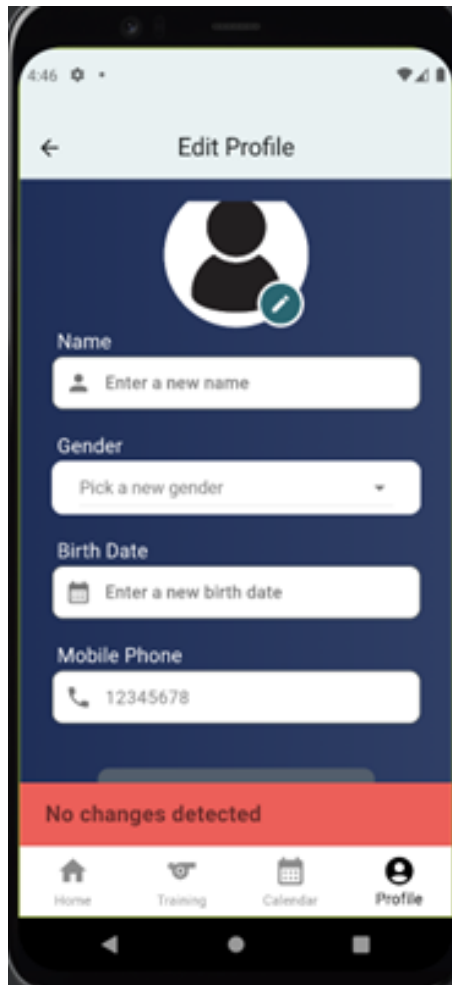 4:46
Edit Profile
Name
Enter a new name
Gender
Pick a new gender
Birth Date
Enter a new birth date
Mobile Phone
12345678
No changes detected
Home
Training
Calendar
Profile